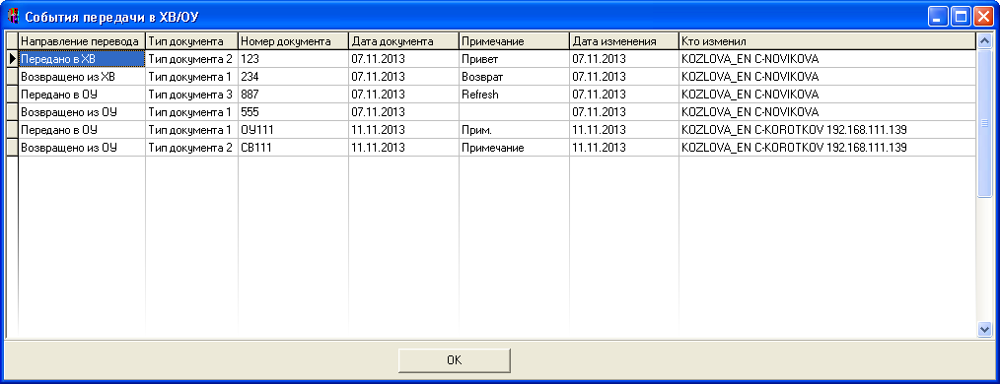 События передачи в ХВ/ОУ
Направление перевода Тип документа Номер документа Дата документа Примечание Дата изменения Кто изменил
Передано в ХВ Тип документа 2 123 07.11.2013 Привет 07.11.2013 KOZLOVA_EN C-NOVIKOVA
Возвращено из ХВ Тип документа 1 234 07.11.2013 Возврат 07.11.2013 KOZLOVA_EN C-NOVIKOVA
Передано в ОУ Тип документа 3 887 07.11.2013 Refresh 07.11.2013 KOZLOVA_EN C-NOVIKOVA
Возвращено из ОУ Тип документа 1 555 07.11.2013 07.11.2013 KOZLOVA_EN C-NOVIKOVA
Передано в ОУ Тип документа 1 ОУ111 11.11.2013 Прим. 11.11.2013 KOZLOVA_EN C-KOROTKOV 192.168.111.139
Возвращено из ОУ Тип документа 2 СВ111 11.11.2013 Примечание 11.11.2013 KOZLOVA_EN C-KOROTKOV 192.168.111.139
OK